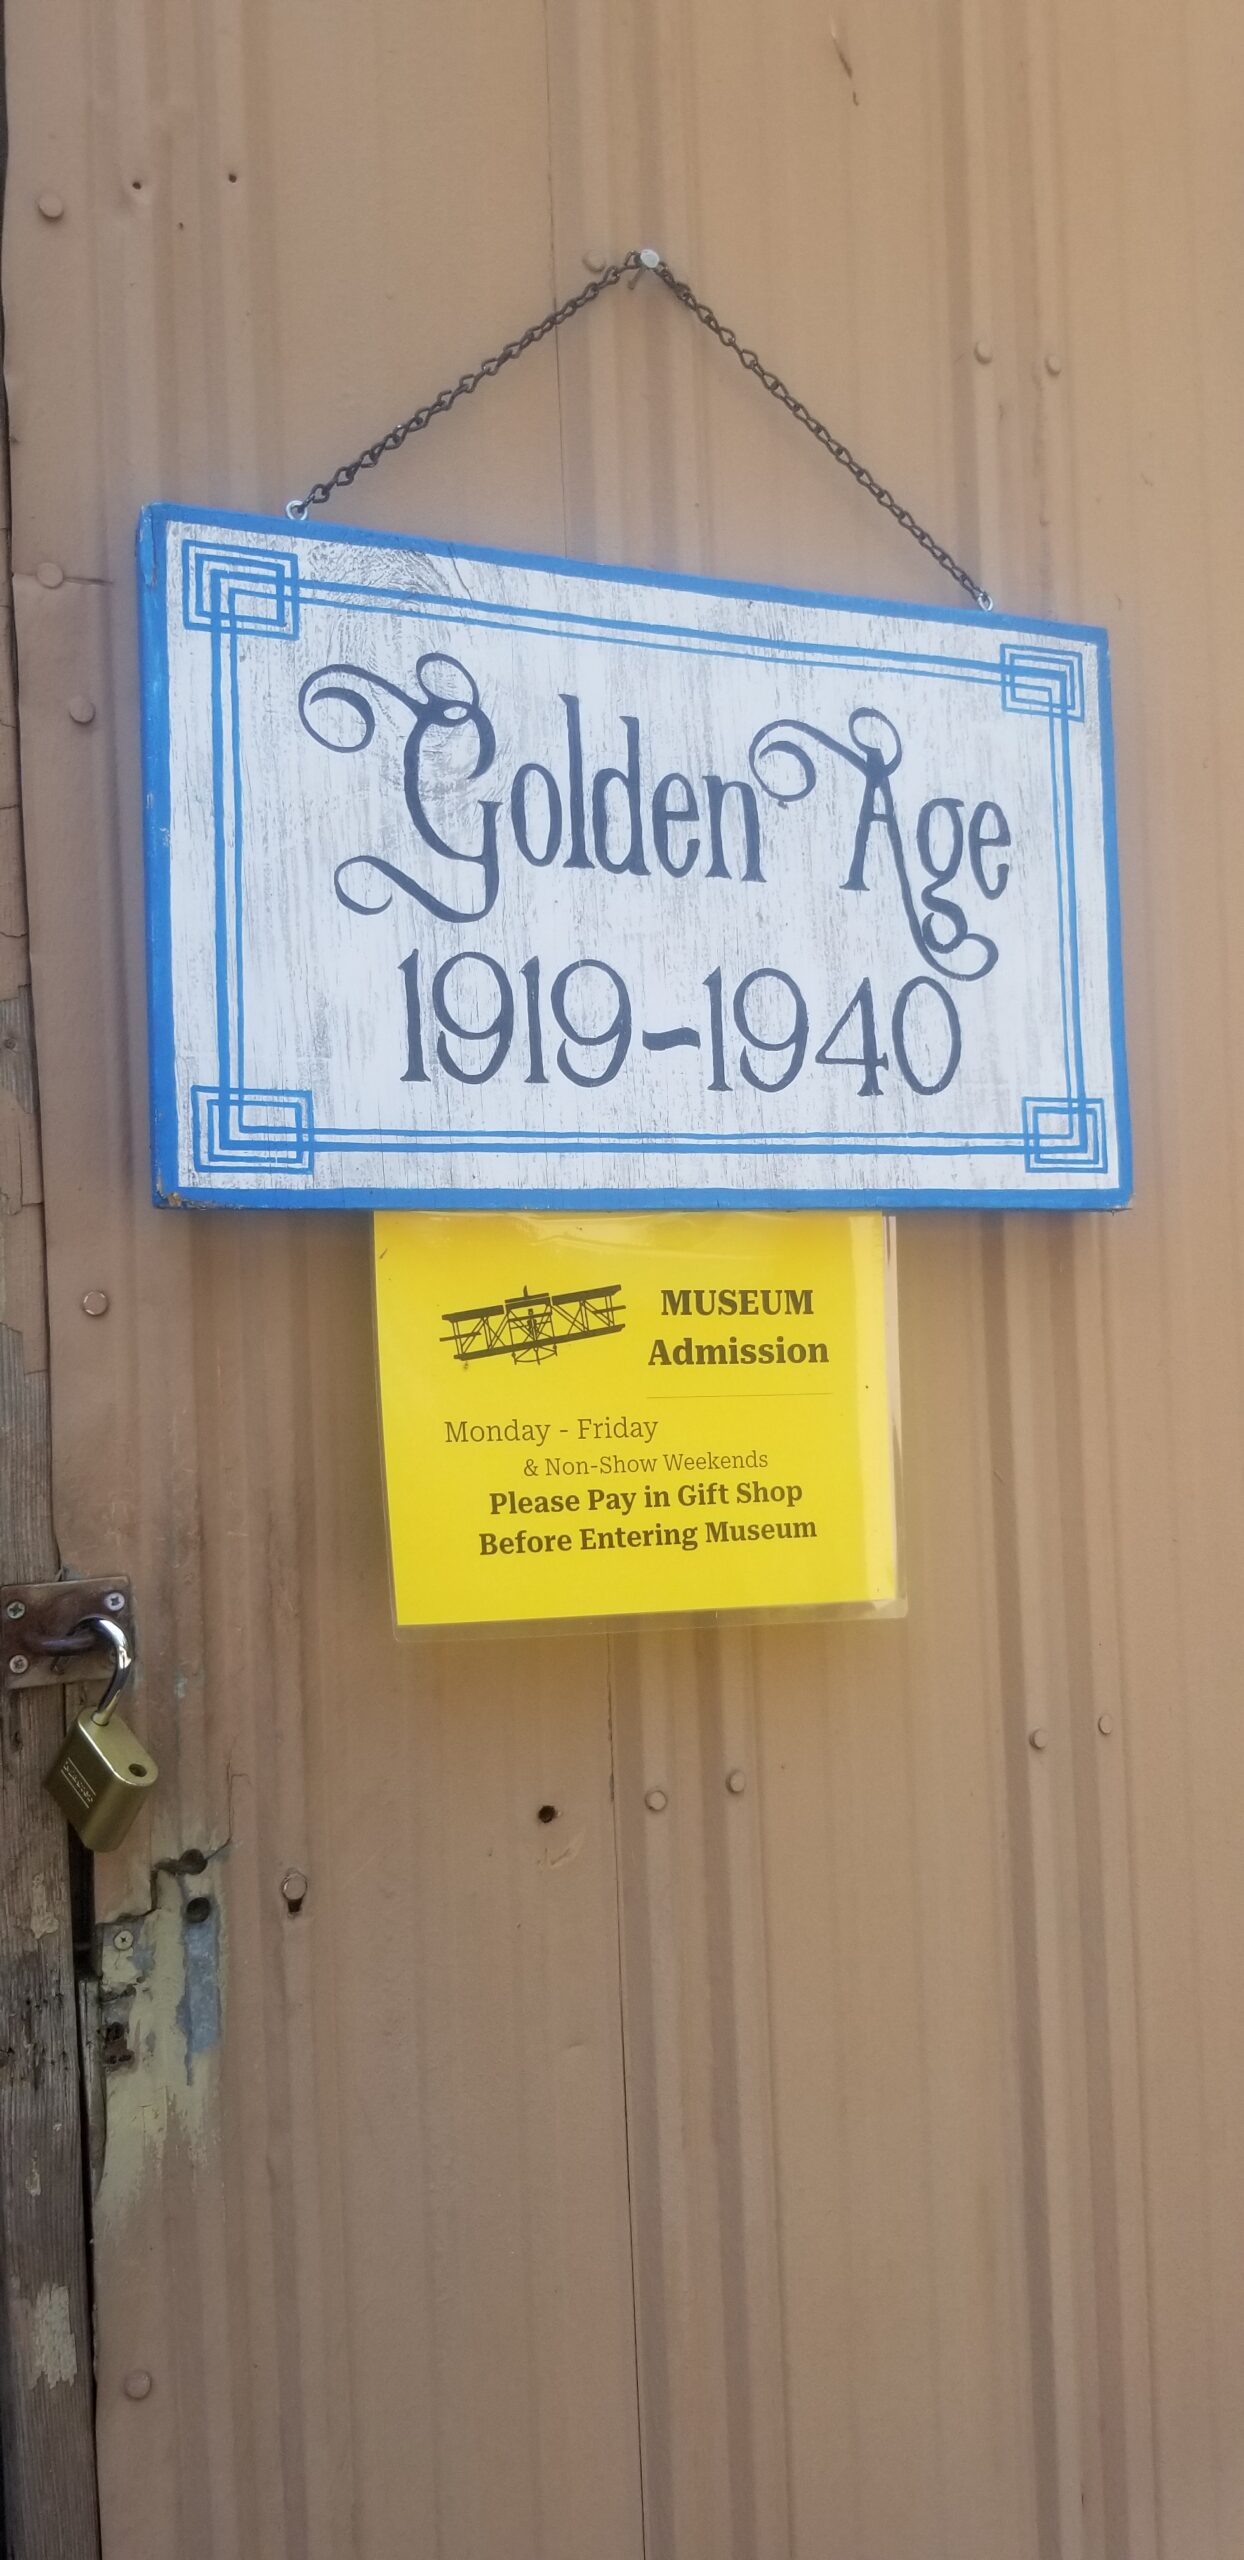 Golden Age
1919-1940
MUSEUM
Admission
Monday - Friday
& Non-Show Weekends
Please Pay in Gift Shop
Before Entering Museum